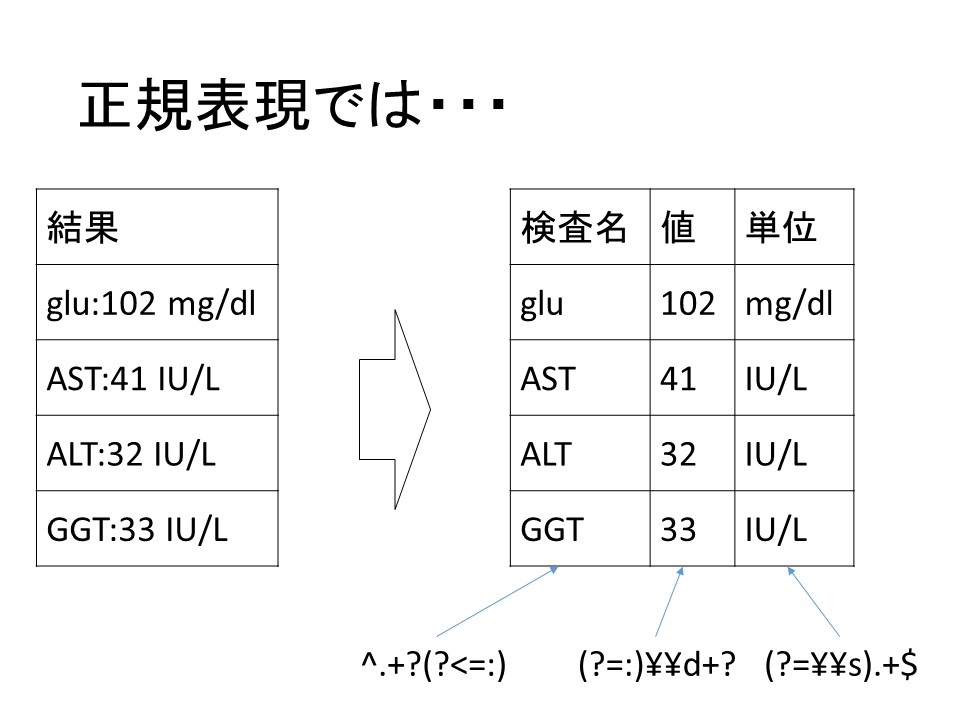 正規表現では・・・
結果
glu:102 mg/dl
AST:41 IU/L
ALT:32 IU/L
GGT:33 IU/L
検査名 値 単位
glu 102 mg/dl
AST 41 IU/L
ALT 32 IU/L
GGT 33 IU/L
^.+?(?<=:) (?=:)¥¥d+? (?=¥¥s).+$